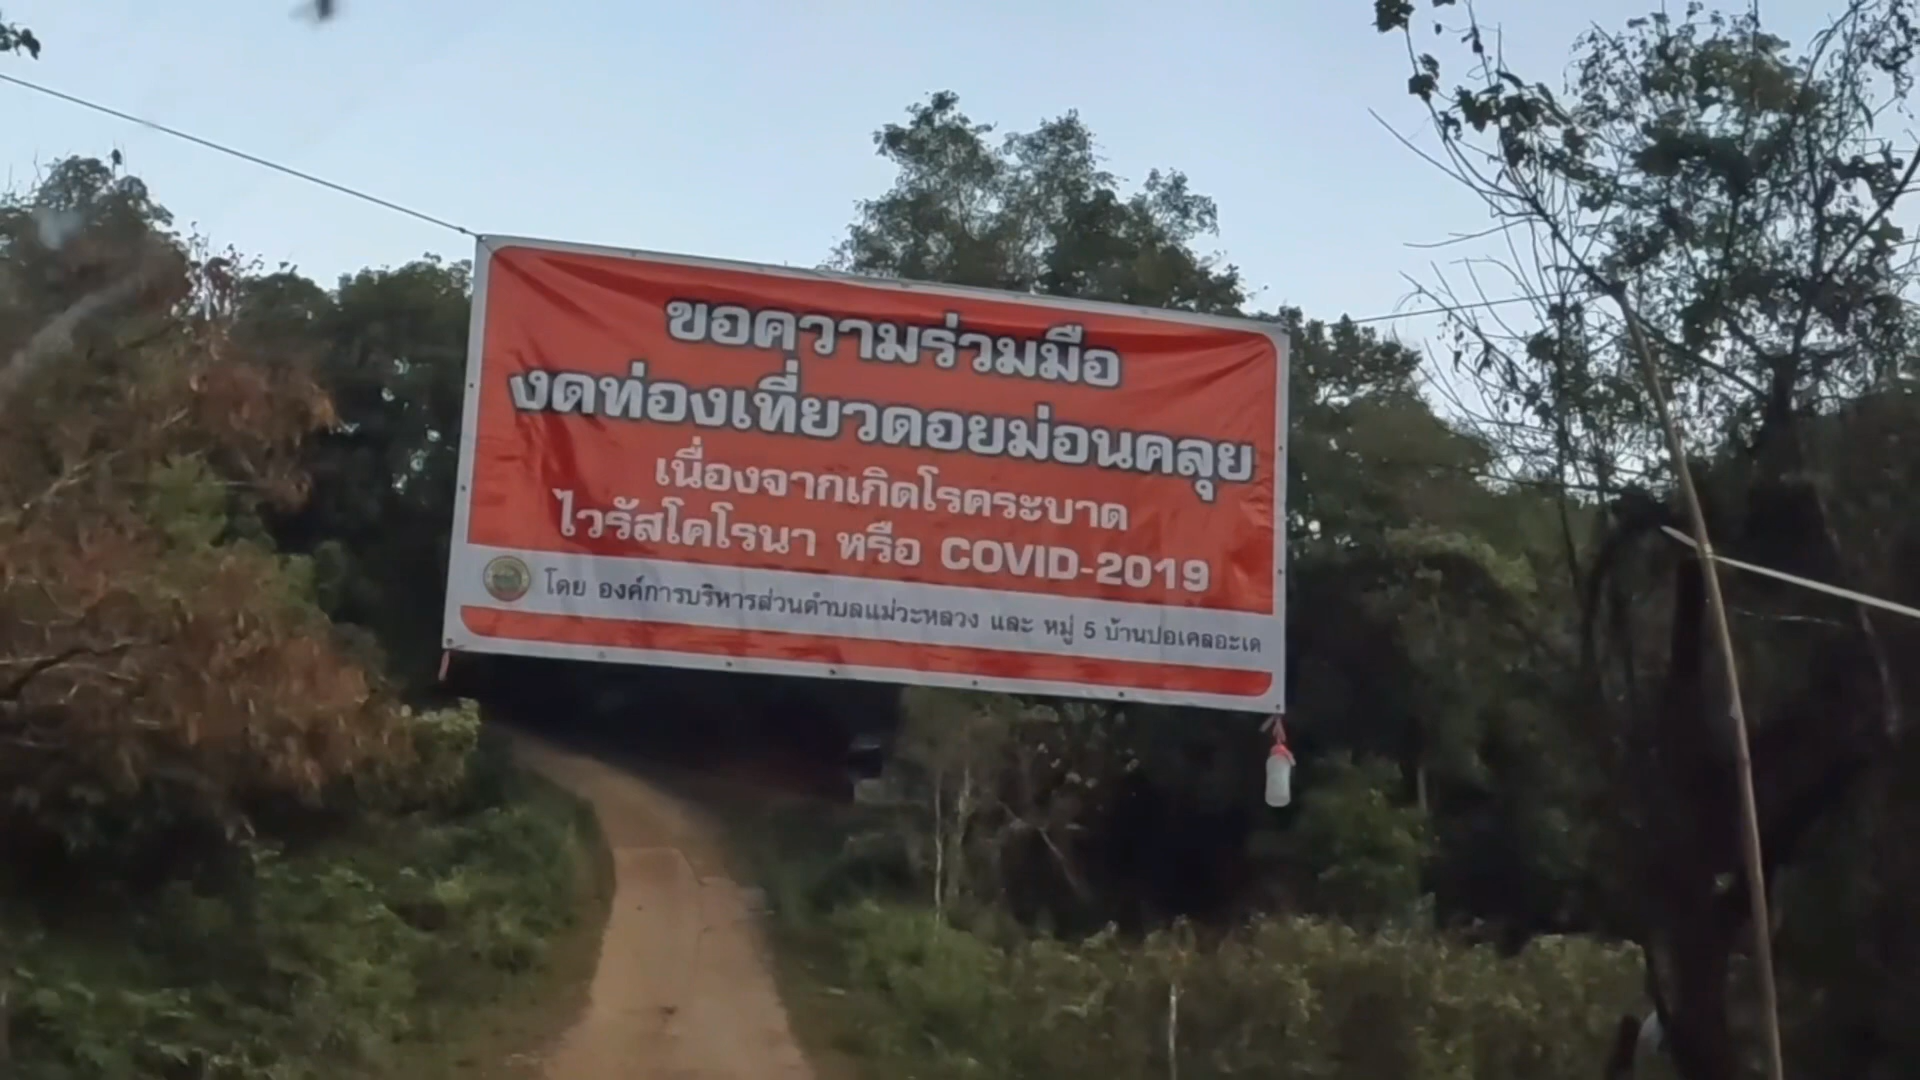 ขอความร่วมมือ
งดท่องเที่ยวดอยม่อนคลุย
เนื่องจากเกิดโรคระบาด
ไวรัสโคโรนา หรือ COVID-2019
โดย องค์การบริหารส่วนตำบลแม่วะหลวง และ หมู่ 5 บ้านปอเคลอะเด